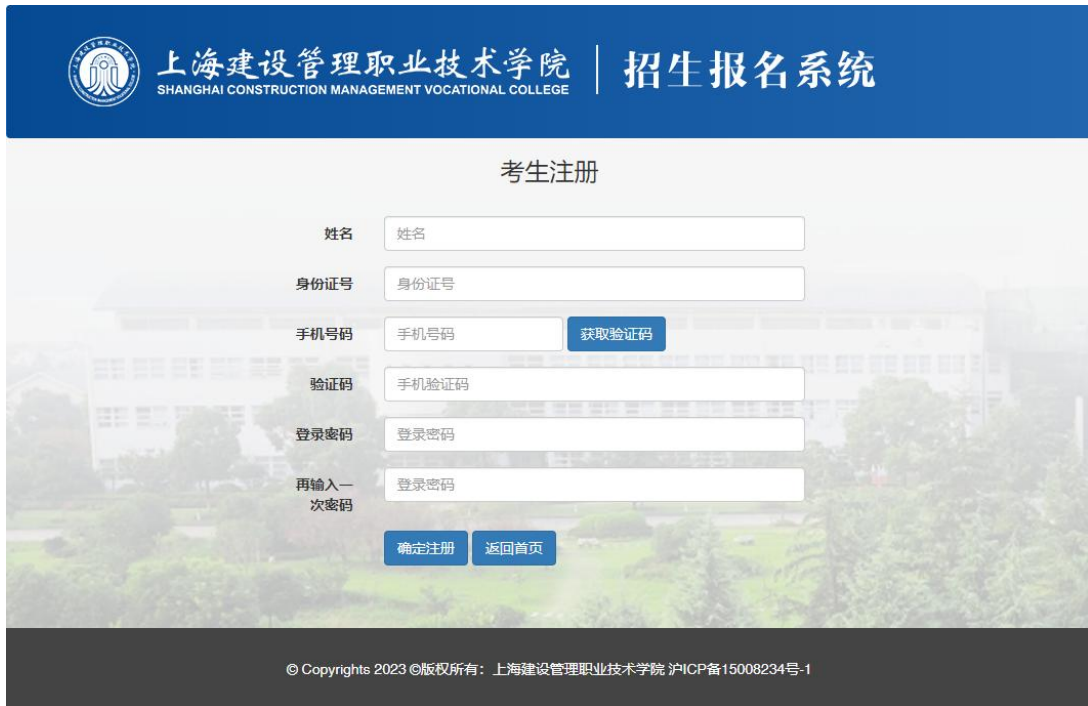 上海建设管理职业技术学院 | 招生报名系统
SHANGHAI CONSTRUCTION MANAGEMENT VOCATIONAL COLLEGE
考生注册
姓名 姓名
身份证号 身份证号
手机号码 手机号码 获取验证码
验证码 手机验证码
登录密码 登录密码
再输入一 登录密码
次密码
确定注册 返回首页
© Copyrights 2023 ©版权所有：上海建设管理职业技术学院 沪ICP备15008234号-1